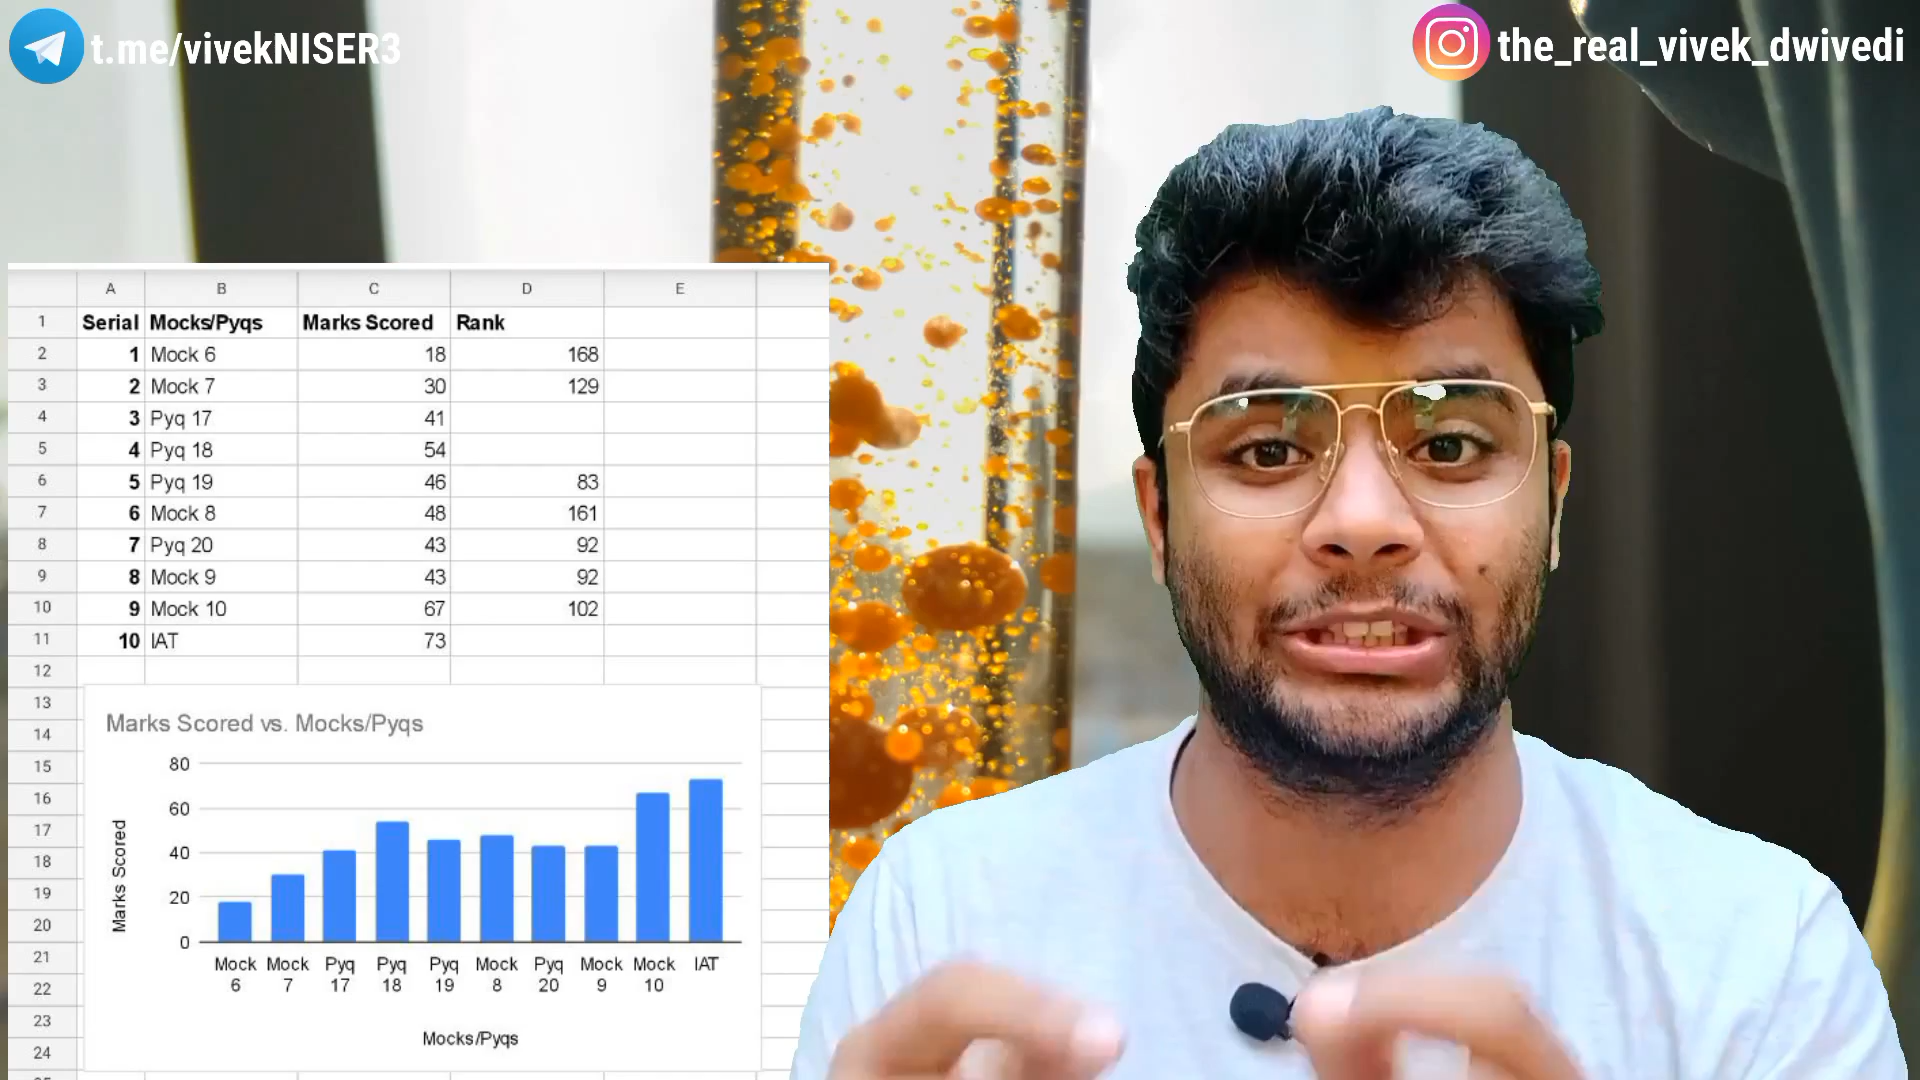 t.me/vivekNISER3
the_real_vivek_dwivedi
A B C D E
1 Serial Mocks/Pyqs Marks Scored Rank
2 1 Mock 6 18 168
3 2 Mock 7 30 129
4 3 Pyq 17 41
5 4 Pyq 18 54
6 5 Pyq 19 46 83
7 6 Mock 8 48 161
8 7 Pyq 20 43 92
9 8 Mock 9 43 92
10 9 Mock 10 67 102
11 10 IAT 73
12
13
14
15
16
17
18
19
20
21
22
23
24
Marks Scored vs. Mocks/Pyqs
Marks Scored
80
60
40
20
0
Mock 6
Mock 7
Pyq 17
Pyq 18
Pyq 19
Mock 8
Pyq 20
Mock 9
Mock 10
IAT
Mocks/Pyqs